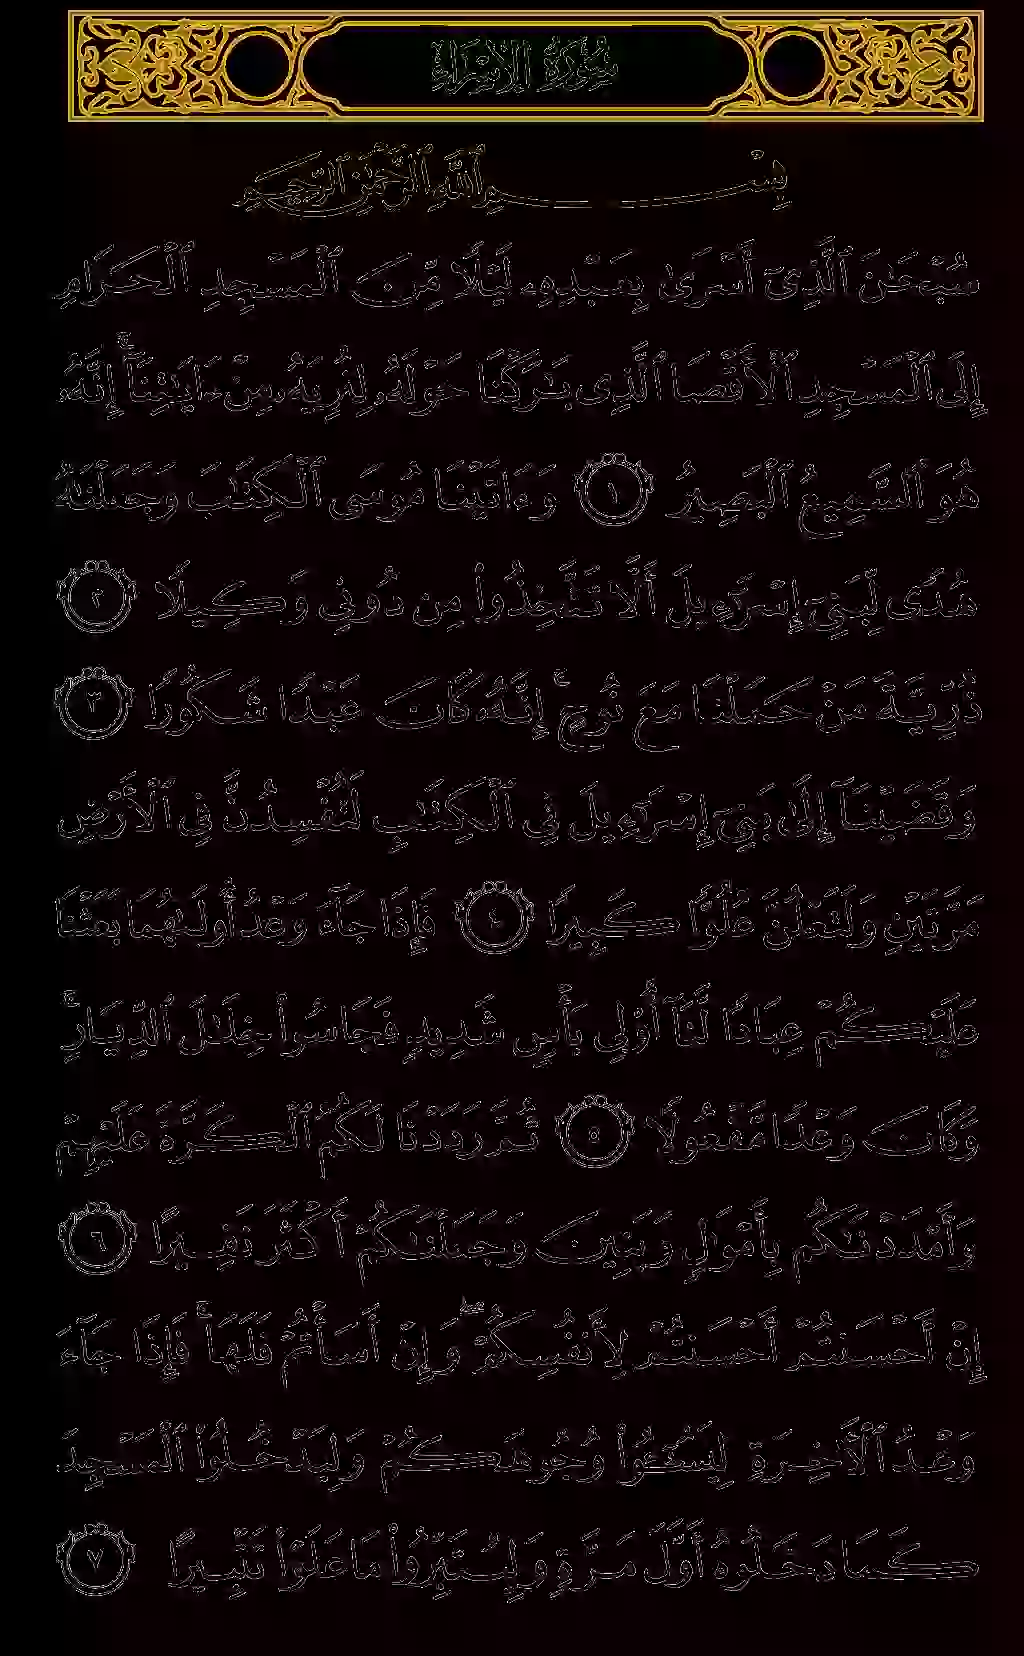 سُورَةُ الإِسْرَاءِ
بِسْمِ ٱللَّهِ ٱلرَّحْمَٰنِ ٱلرَّحِيمِ
سُبْحَٰنَ ٱلَّذِىٓ أَسْرَىٰ بِعَبْدِهِۦ لَيْلًا مِّنَ ٱلْمَسْجِدِ ٱلْحَرَامِ
إِلَى ٱلْمَسْجِدِ ٱلْأَقْصَا ٱلَّذِى بَٰرَكْنَا حَوْلَهُۥ لِنُرِيَهُۥ مِنْ ءَايَٰتِنَآ ۚ إِنَّهُۥ
هُوَ ٱلسَّمِيعُ ٱلْبَصِيرُ ١ وَءَاتَيْنَا مُوسَى ٱلْكِتَٰبَ وَجَعَلْنَٰهُ
هُدًى لِّبَنِىٓ إِسْرَٰٓءِيلَ أَلَّا تَتَّخِذُوا۟ مِن دُونِى وَكِيلًا ٢
ذُرِّيَّةَ مَنْ حَمَلْنَا مَعَ نُوحٍ ۚ إِنَّهُۥ كَانَ عَبْدًا شَكُورًا ٣
وَقَضَيْنَآ إِلَىٰ بَنِىٓ إِسْرَٰٓءِيلَ فِى ٱلْكِتَٰبِ لَتُفْسِدُنَّ فِى ٱلْأَرْضِ
مَرَّتَيْنِ وَلَتَعْلُنَّ عُلُوًّا كَبِيرًا ٤ فَإِذَا جَآءَ وَعْدُ أُولَىٰهُمَا بَعَثْنَا
عَلَيْكُمْ عِبَادًا لَّنَآ أُو۟لِى بَأْسٍ شَدِيدٍ فَجَاسُوا۟ خِلَٰلَ ٱلدِّيَارِ ۚ
وَكَانَ وَعْدًا مَّفْعُولًا ٥ ثُمَّ رَدَدْنَا لَكُمُ ٱلْكَرَّةَ عَلَيْهِمْ
وَأَمْدَدْنَٰكُم بِأَمْوَٰلٍ وَبَنِينَ وَجَعَلْنَٰكُمْ أَكْثَرَ نَفِيرًا ٦
إِنْ أَحْسَنتُمْ أَحْسَنتُمْ لِأَنفُسِكُمْ ۖ وَإِنْ أَسَأْتُمْ فَلَهَا ۚ فَإِذَا جَآءَ
وَعْدُ ٱلْءَاخِرَةِ لِيَسُۥٓـُٔوا۟ وُجُوهَكُمْ وَلِيَدْخُلُوا۟ ٱلْمَسْجِدَ
كَمَا دَخَلُوهُ أَوَّلَ مَرَّةٍ وَلِيُتَبِّرُوا۟ مَا عَلَوْا۟ تَتْبِيرًا ٧